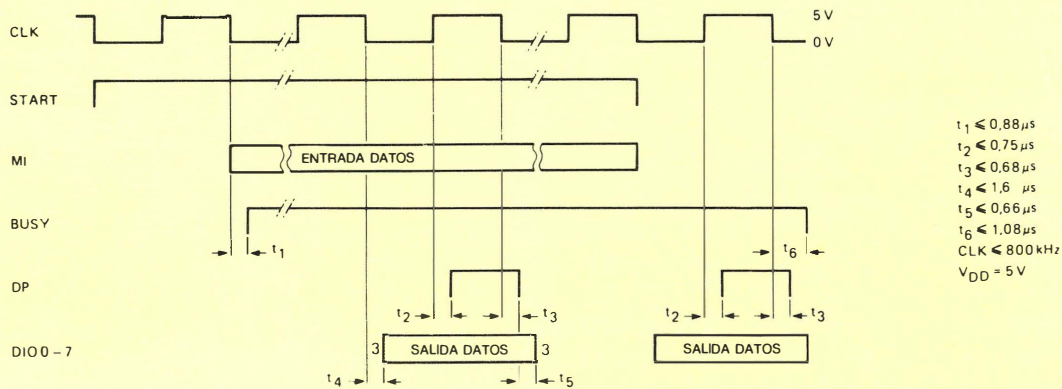 CLK
5 V
0 V
START
MI
ENTRADA DATOS
BUSY
t1
t6
DP
t2
t3
t2
t3
DIO 0 – 7
3
SALIDA DATOS
3
SALIDA DATOS
t4
t5
t1 ⩽ 0,88 µs
t2 ⩽ 0,75 µs
t3 ⩽ 0,68 µs
t4 ⩽ 1,6 µs
t5 ⩽ 0,66 µs
t6 ⩽ 1,08 µs
CLK ⩽ 800 kHz
VDD = 5 V